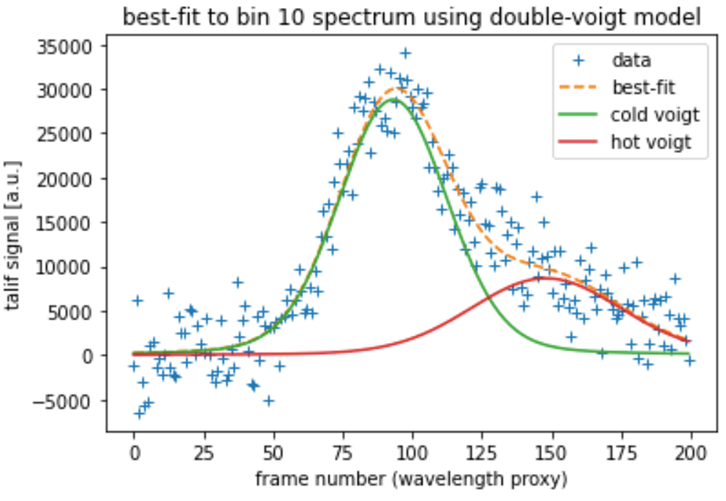 best-fit to bin 10 spectrum using double-voigt model
35000
30000
25000
20000
15000
10000
5000
0
−5000
talif signal [a.u.]
data
best-fit
cold voigt
hot voigt
0 25 50 75 100 125 150 175 200
frame number (wavelength proxy)